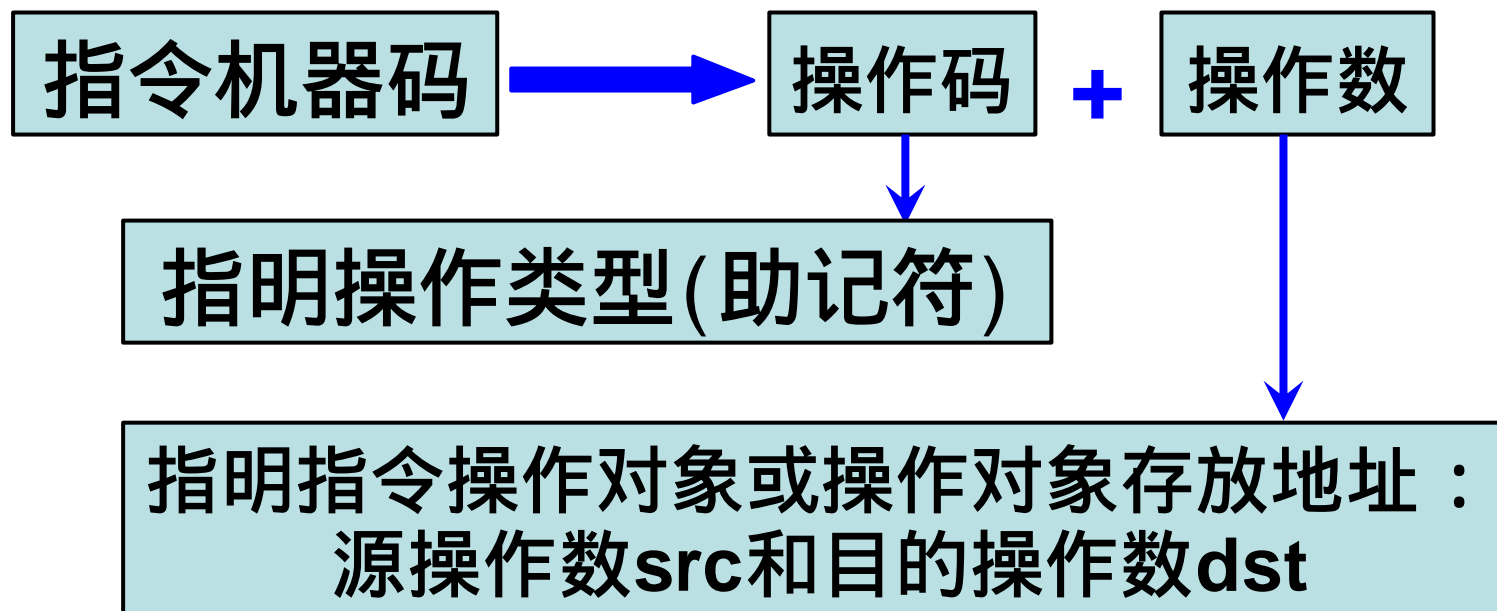 指令机器码
操作码
+
操作数
指明操作类型(助记符)
指明指令操作对象或操作对象存放地址：
源操作数src和目的操作数dst